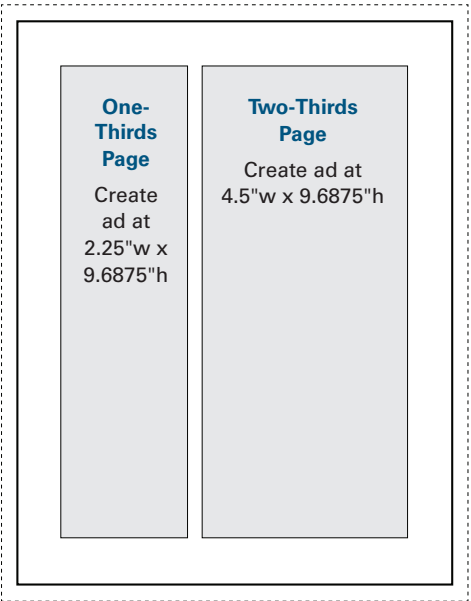 One-
Thirds
Page
Create
ad at
2.25"w x
9.6875"h
Two-Thirds
Page
Create ad at
4.5"w x 9.6875"h